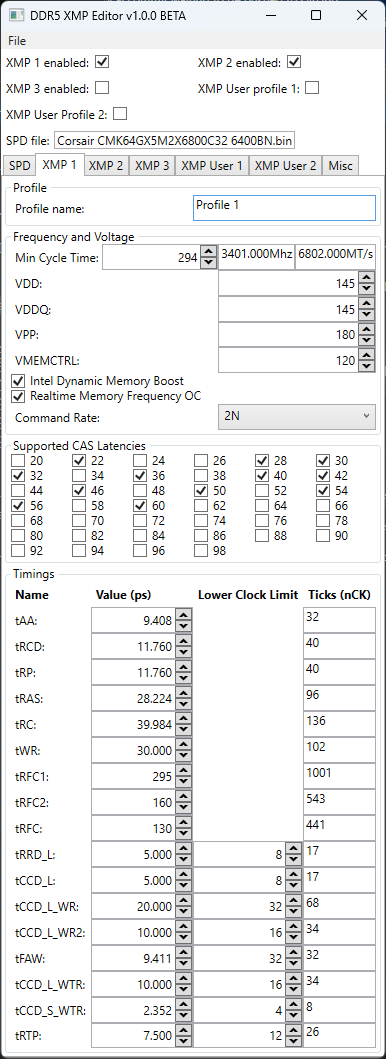 DDR5 XMP Editor v1.0.0 BETA
File
XMP 1 enabled: XMP 2 enabled:
XMP 3 enabled: XMP User profile 1:
XMP User Profile 2:
SPD file: Corsair CMK64GX5M2X6800C32 6400BN.bin
SPD XMP 1 XMP 2 XMP 3 XMP User 1 XMP User 2 Misc
Profile
Profile name: Profile 1
Frequency and Voltage
Min Cycle Time: 294 3401.000Mhz 6802.000MT/s
VDD: 145
VDDQ: 145
VPP: 180
VMEMCTRL: 120
Intel Dynamic Memory Boost
Realtime Memory Frequency OC
Command Rate: 2N
Supported CAS Latencies
20 22 24 26 28 30
32 34 36 38 40 42
44 46 48 50 52 54
56 58 60 62 64 66
68 70 72 74 76 78
80 82 84 86 88 90
92 94 96 98
Timings
Name Value (ps) Lower Clock Limit Ticks (nCK)
tAA: 9.408 32
tRCD: 11.760 40
tRP: 11.760 40
tRAS: 28.224 96
tRC: 39.984 136
tWR: 30.000 102
tRFC1: 295 1001
tRFC2: 160 543
tRFC: 130 441
tRRD_L: 5.000 8 17
tCCD_L: 5.000 8 17
tCCD_L_WR: 20.000 32 68
tCCD_L_WR2: 10.000 16 34
tFAW: 9.411 32 32
tCCD_L_WTR: 10.000 16 34
tCCD_S_WTR: 2.352 4 8
tRTP: 7.500 12 26